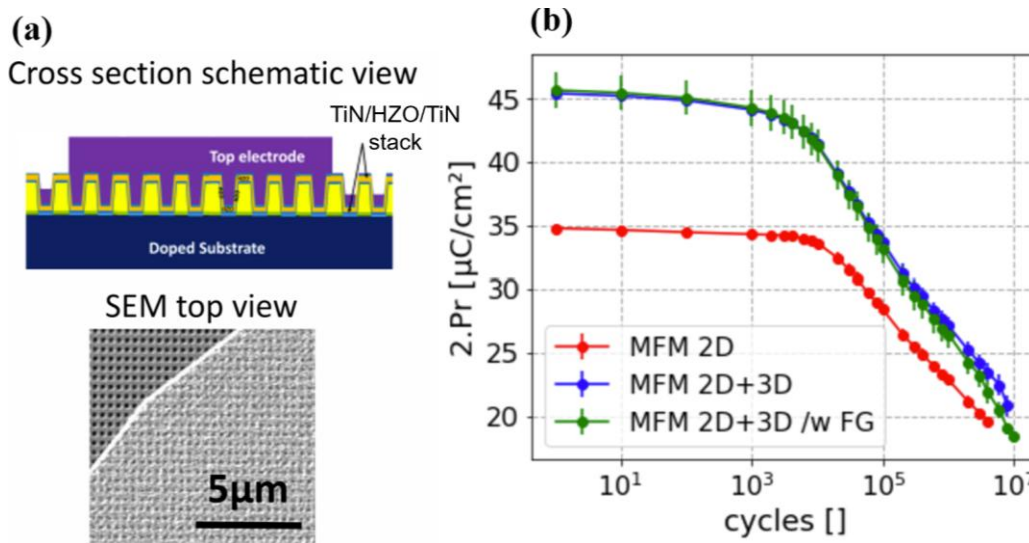 (a)
Cross section schematic view
TiN/HZO/TiN
stack
Top electrode
Doped Substrate
SEM top view
5μm
(b)
2.Pr [μC/cm²]
45
40
35
30
25
20
MFM 2D
MFM 2D+3D
MFM 2D+3D /w FG
10¹
10³
10⁵
10⁷
cycles []